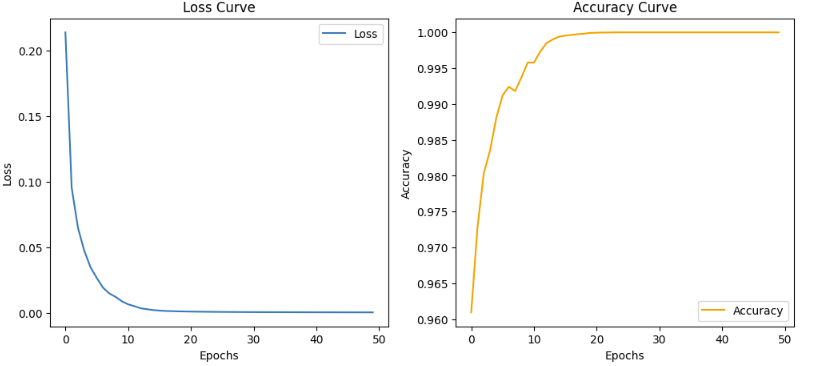 Loss Curve
Loss
0.20
0.15
0.10
0.05
0.00
Loss
0 10 20 30 40 50
Epochs
Accuracy Curve
1.000
0.995
0.990
0.985
0.980
0.975
0.970
0.965
0.960
Accuracy
Accuracy
0 10 20 30 40 50
Epochs